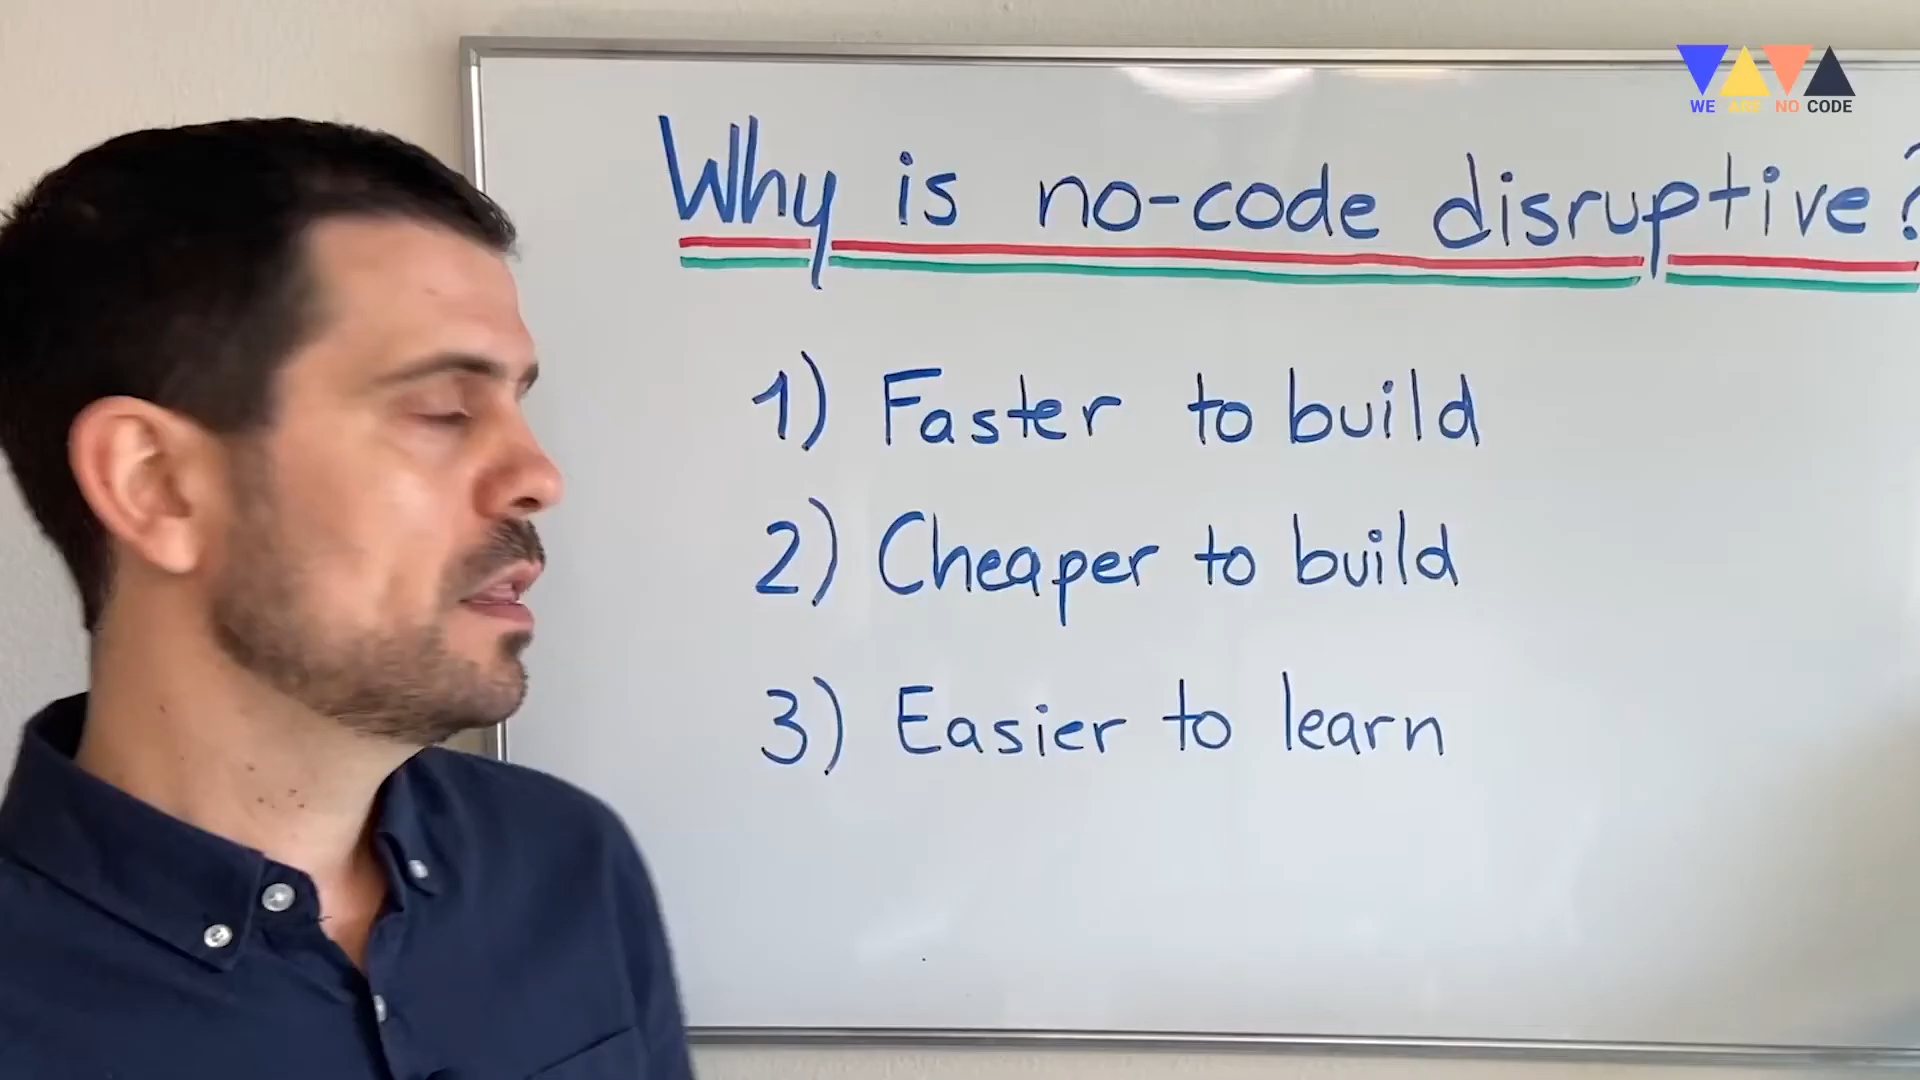 WE ARE NO CODE
Why is no-code disruptive?
1) Faster to build
2) Cheaper to build
3) Easier to learn